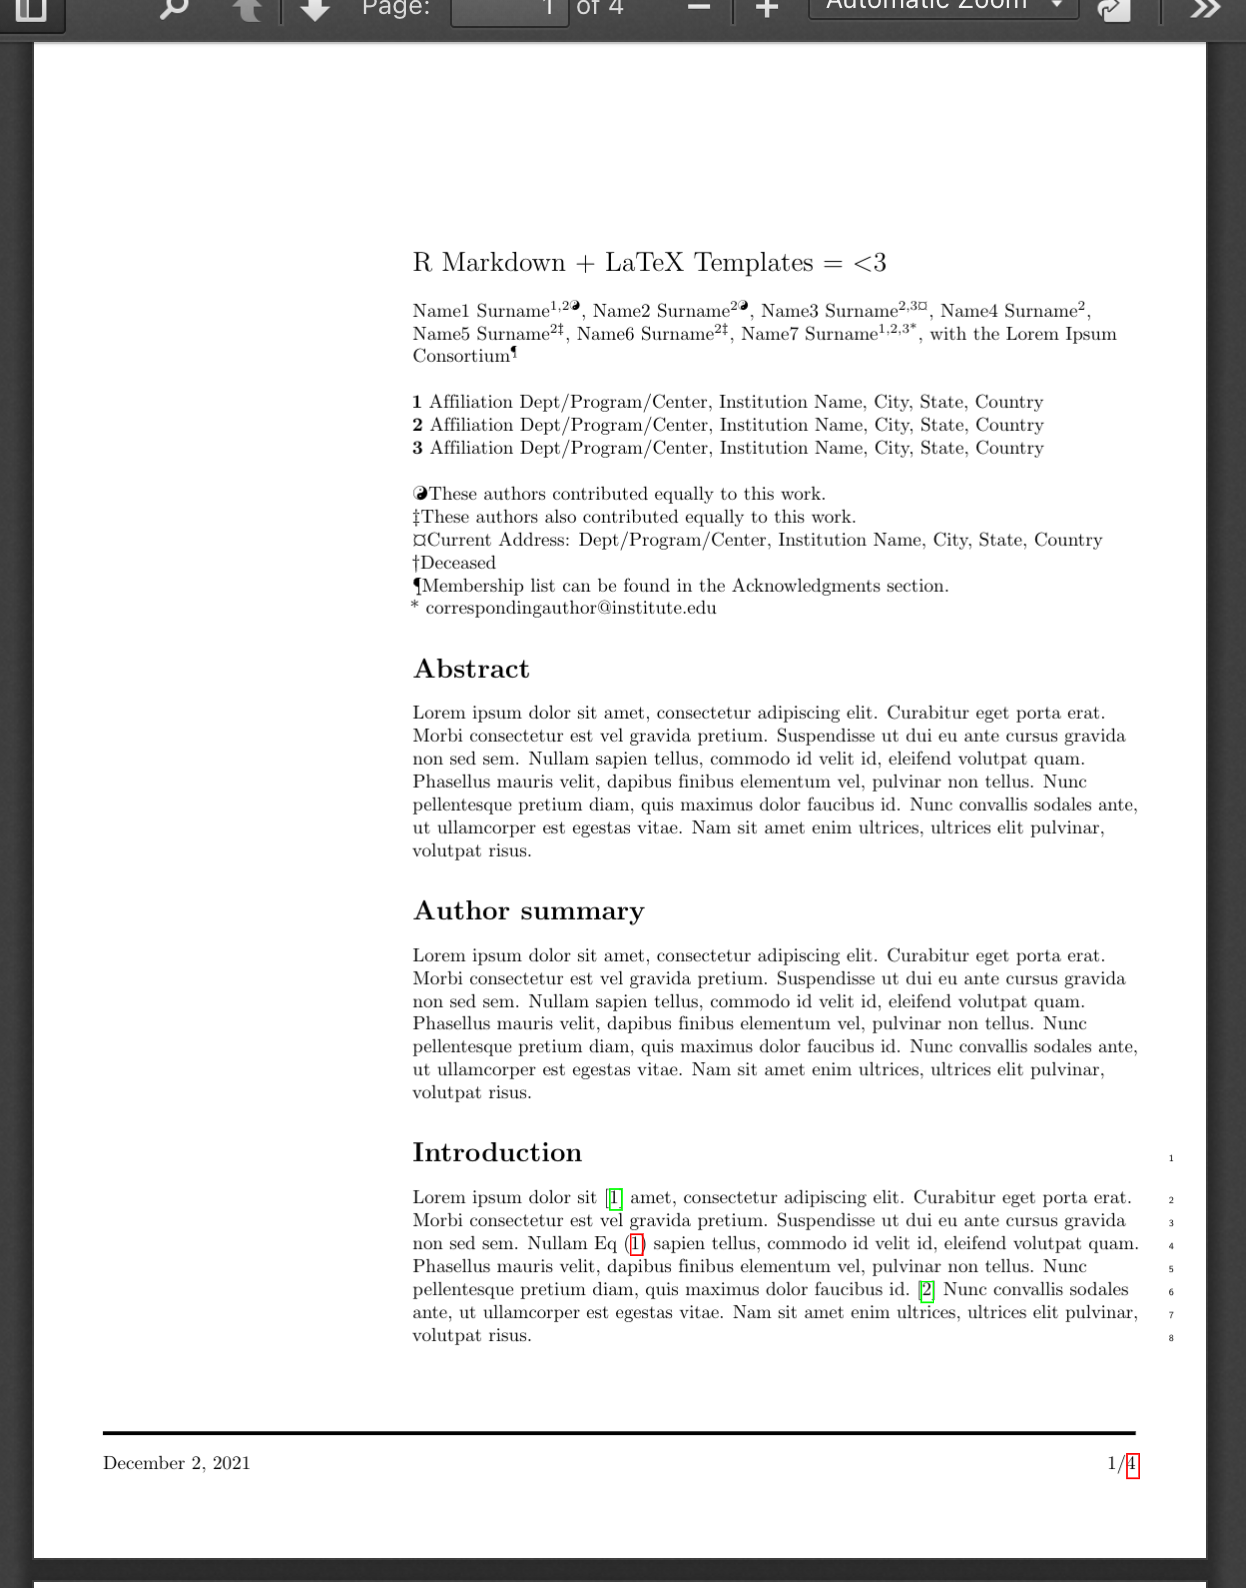 Page: 1 of 4 Automatic Zoom
R Markdown + LaTeX Templates = <3
Name1 Surname1,2☯, Name2 Surname2☯, Name3 Surname2,3¤, Name4 Surname2,
Name5 Surname2‡, Name6 Surname2‡, Name7 Surname1,2,3*, with the Lorem Ipsum
Consortium¶
1 Affiliation Dept/Program/Center, Institution Name, City, State, Country
2 Affiliation Dept/Program/Center, Institution Name, City, State, Country
3 Affiliation Dept/Program/Center, Institution Name, City, State, Country
☯These authors contributed equally to this work.
‡These authors also contributed equally to this work.
¤Current Address: Dept/Program/Center, Institution Name, City, State, Country
†Deceased
¶Membership list can be found in the Acknowledgments section.
* correspondingauthor@institute.edu
Abstract
Lorem ipsum dolor sit amet, consectetur adipiscing elit. Curabitur eget porta erat.
Morbi consectetur est vel gravida pretium. Suspendisse ut dui eu ante cursus gravida
non sed sem. Nullam sapien tellus, commodo id velit id, eleifend volutpat quam.
Phasellus mauris velit, dapibus finibus elementum vel, pulvinar non tellus. Nunc
pellentesque pretium diam, quis maximus dolor faucibus id. Nunc convallis sodales ante,
ut ullamcorper est egestas vitae. Nam sit amet enim ultrices, ultrices elit pulvinar,
volutpat risus.
Author summary
Lorem ipsum dolor sit amet, consectetur adipiscing elit. Curabitur eget porta erat.
Morbi consectetur est vel gravida pretium. Suspendisse ut dui eu ante cursus gravida
non sed sem. Nullam sapien tellus, commodo id velit id, eleifend volutpat quam.
Phasellus mauris velit, dapibus finibus elementum vel, pulvinar non tellus. Nunc
pellentesque pretium diam, quis maximus dolor faucibus id. Nunc convallis sodales ante,
ut ullamcorper est egestas vitae. Nam sit amet enim ultrices, ultrices elit pulvinar,
volutpat risus.
Introduction 1
Lorem ipsum dolor sit [1] amet, consectetur adipiscing elit. Curabitur eget porta erat. 2
Morbi consectetur est vel gravida pretium. Suspendisse ut dui eu ante cursus gravida 3
non sed sem. Nullam Eq (1) sapien tellus, commodo id velit id, eleifend volutpat quam. 4
Phasellus mauris velit, dapibus finibus elementum vel, pulvinar non tellus. Nunc 5
pellentesque pretium diam, quis maximus dolor faucibus id. [2] Nunc convallis sodales 6
ante, ut ullamcorper est egestas vitae. Nam sit amet enim ultrices, ultrices elit pulvinar, 7
volutpat risus. 8
December 2, 2021 1/4